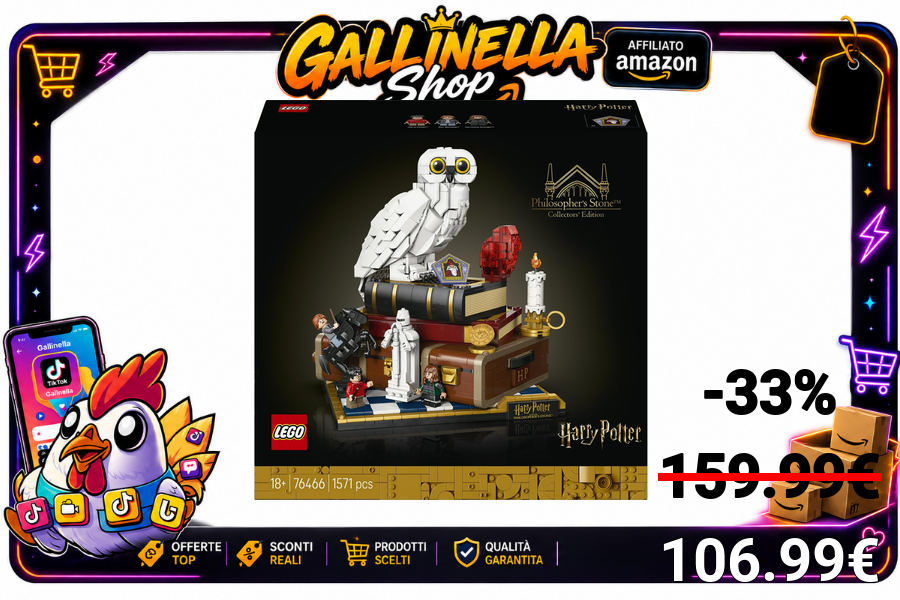 GALLINELLA
Shop
AFFILIATO
amazon
LEGO
Harry Potter
Philosopher's Stone™
Collectors' Edition
Gallinella
TikTok
Gallinella
HP
Harry Potter
LEGO
Harry Potter
18+ 76466 1571 pcs
-33%
159.99€
106.99€
OFFERTE
TOP
SCONTI
REALI
PRODOTTI
SCELTI
QUALITÀ
GARANTITA